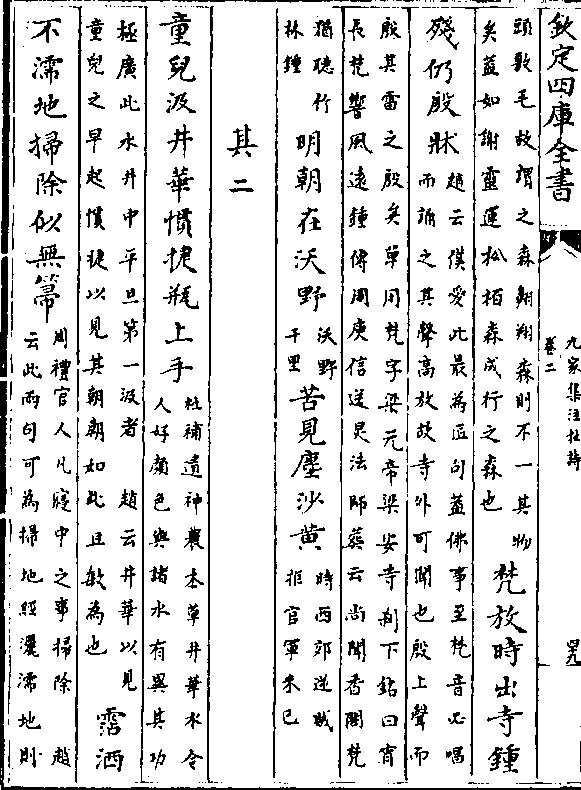 欽定四庫全書
九家集注杜詩
卷二
頭數毛故謂之森翽翔森則不一其物
矣蓋如謝靈運松栢森成行之森也
梵放時出寺鍾
殘仍殷牀
趙云僕愛此最為匠句蓋佛事至梵音必唱
而誦之其聲高放故寺外可聞也殷上聲而
殷其雷之殷矣單用梵字梁元帝梁安寺刹下銘曰宵
長梵響風遠鍾傳周庾信送炅法師葬云尚聞香閣梵
猶聽竹
林鍾
明朝在沃野
沃野
千里
苦見塵沙黄
時西郊逆賊
拒官軍未已
其二
童兒汲井華慣捷瓶上手
杜補遺神農本草井華水令
人好顔色與諸水有異其功
極廣此水井中平旦第一汲者 趙云井華以見
童兒之早起慣捷以見其朝朝如此且敏為也
霑洒
不濡地掃除似無箒
周禮官人凡寢中之事掃除 趙
云此兩句可為掃地經灑濡地則